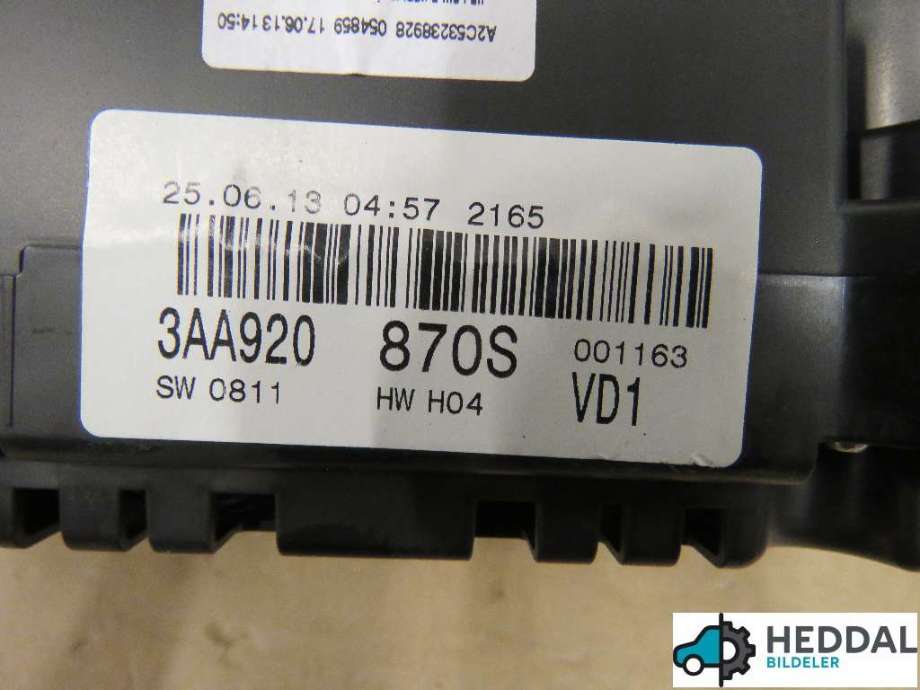 A2C53238928 054859 17.06.13 14:50
25.06.13 04:57 2165
3AA920 870S 001163
SW 0811 HW H04 VD1
HEDDAL
BILDELER